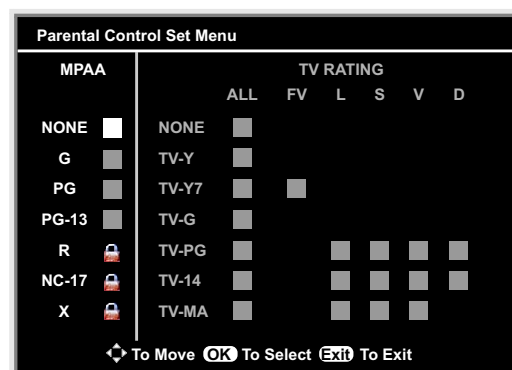 Parental Control Set Menu
MPAA TV RATING
ALL FV L S V D
NONE NONE
G TV-Y
PG TV-Y7
PG-13 TV-G
R TV-PG
NC-17 TV-14
X TV-MA
To Move OK To Select Exit To Exit